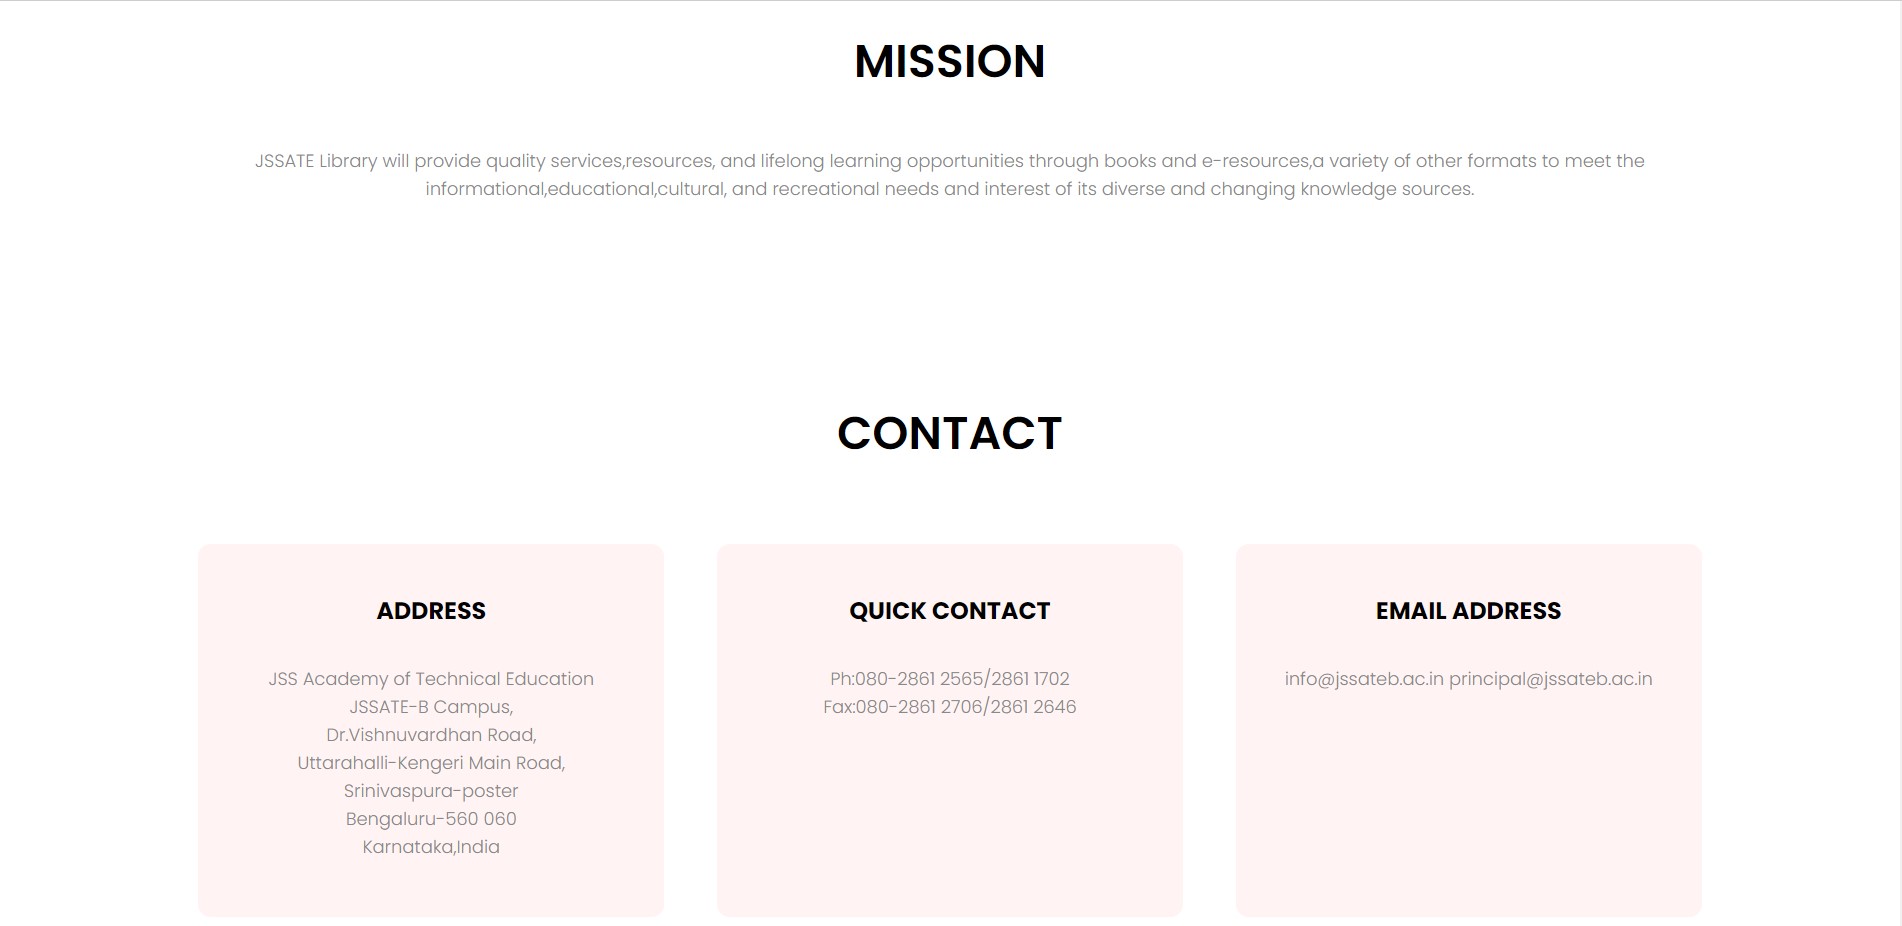 MISSION
JSSATE Library will provide quality services,resources, and lifelong learning opportunities through books and e-resources,a variety of other formats to meet the
informational,educational,cultural, and recreational needs and interest of its diverse and changing knowledge sources.
CONTACT
ADDRESS
JSS Academy of Technical Education
JSSATE-B Campus,
Dr.Vishnuvardhan Road,
Uttarahalli-Kengeri Main Road,
Srinivaspura-poster
Bengaluru-560 060
Karnataka,India
QUICK CONTACT
Ph:080-2861 2565/2861 1702
Fax:080-2861 2706/2861 2646
EMAIL ADDRESS
info@jssateb.ac.in principal@jssateb.ac.in